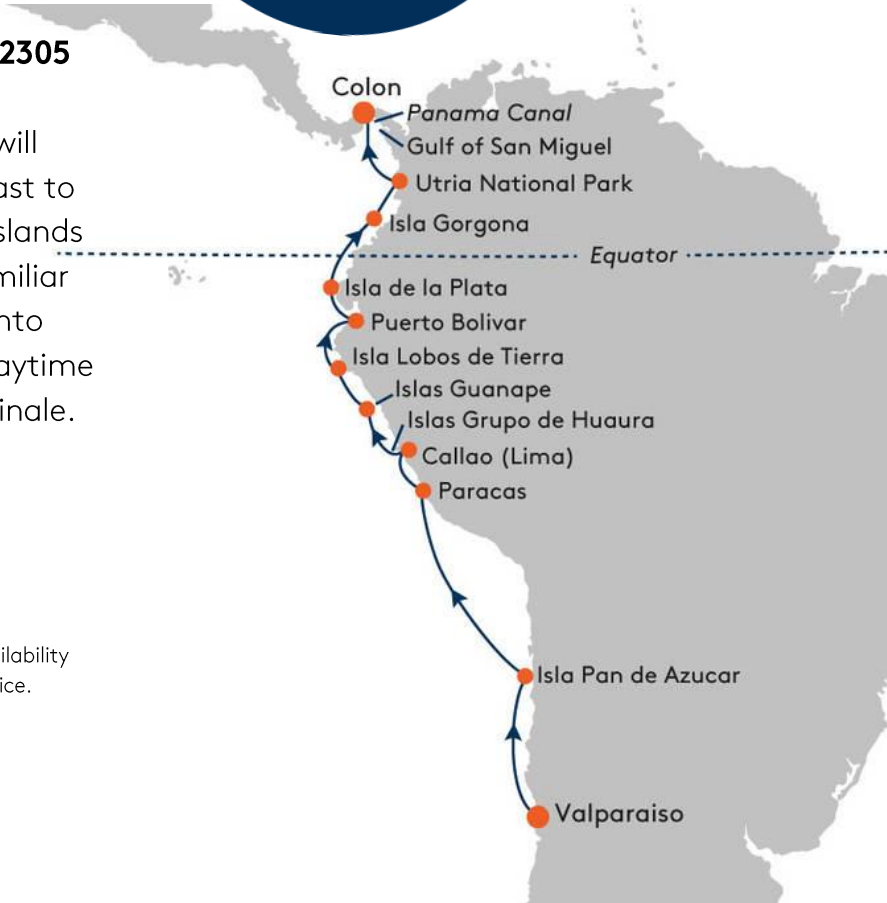 2305
will
ast to
slands
miliar
nto
aytime
inale.
ilability
ice.
Colon
Panama Canal
Gulf of San Miguel
Utria National Park
Isla Gorgona
Equator
Isla de la Plata
Puerto Bolivar
Isla Lobos de Tierra
Islas Guanape
Islas Grupo de Huaura
Callao (Lima)
Paracas
Isla Pan de Azucar
Valparaiso